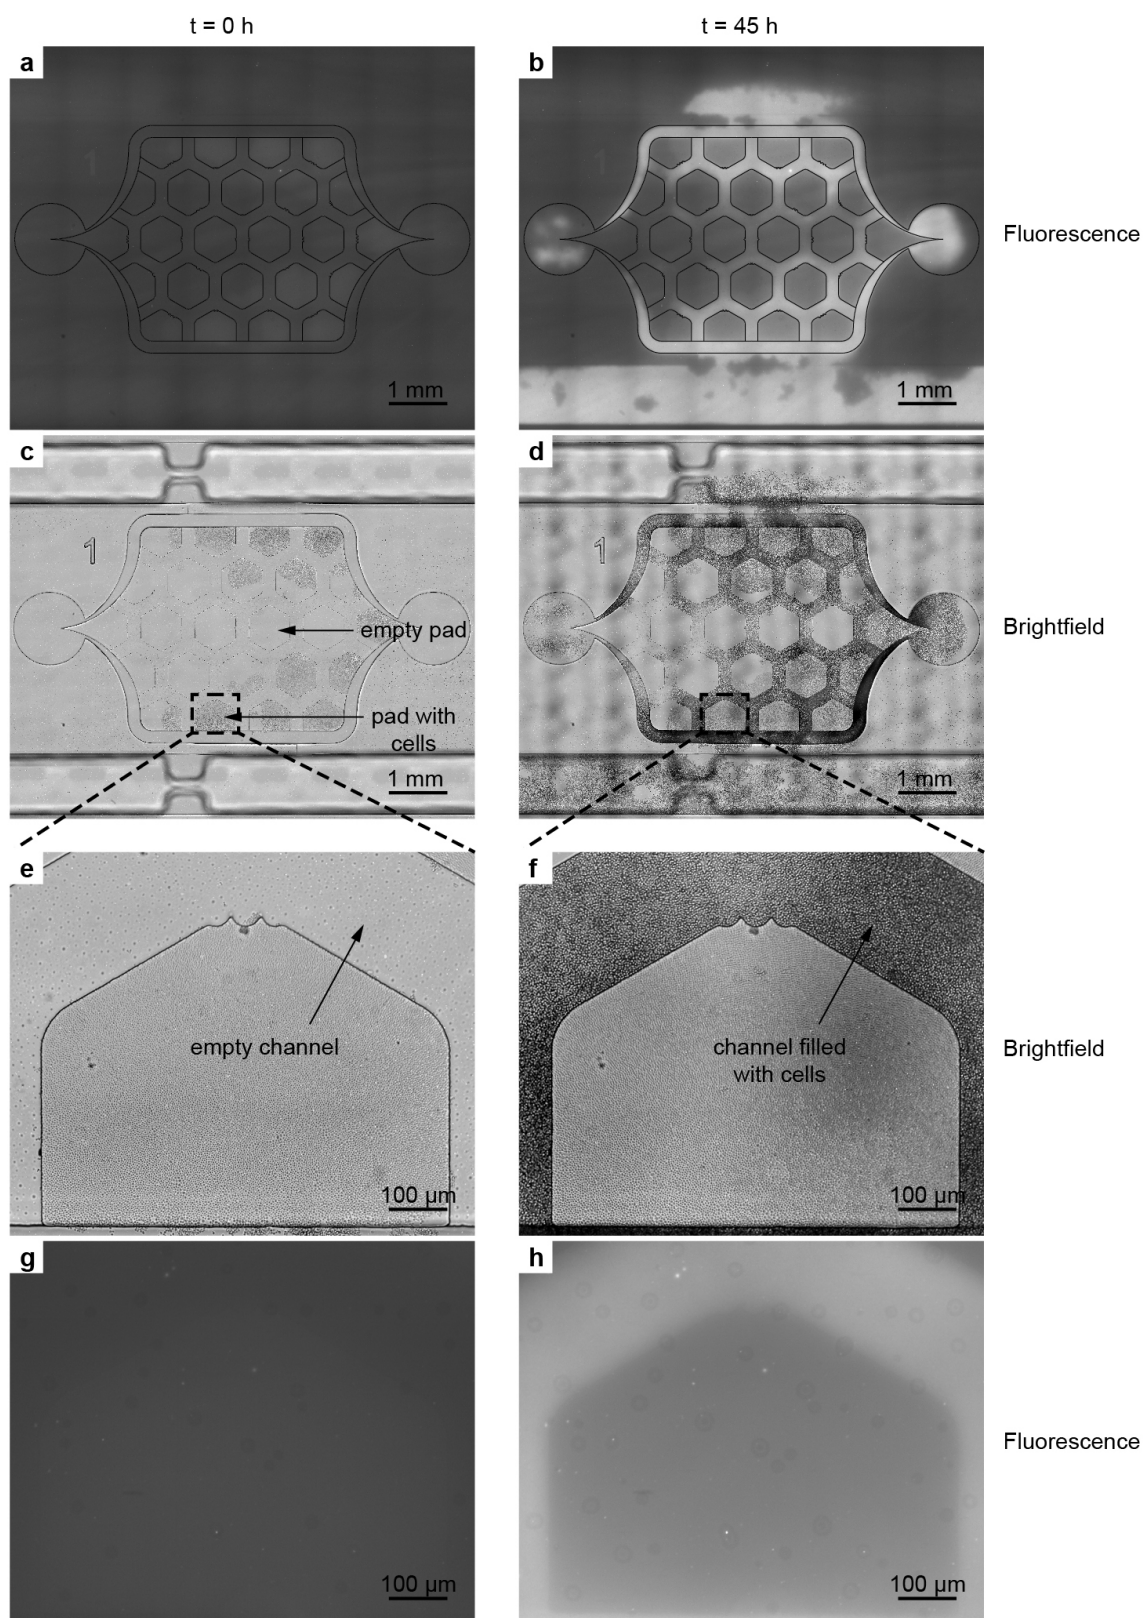 t = 0 h
t = 45 h
a
b
1
1 mm
1 mm
Fluorescence
c
d
1
1
empty pad
pad with
cells
1 mm
1 mm
Brightfield
e
f
empty channel
channel filled
with cells
100 µm
100 µm
Brightfield
g
h
100 µm
100 µm
Fluorescence